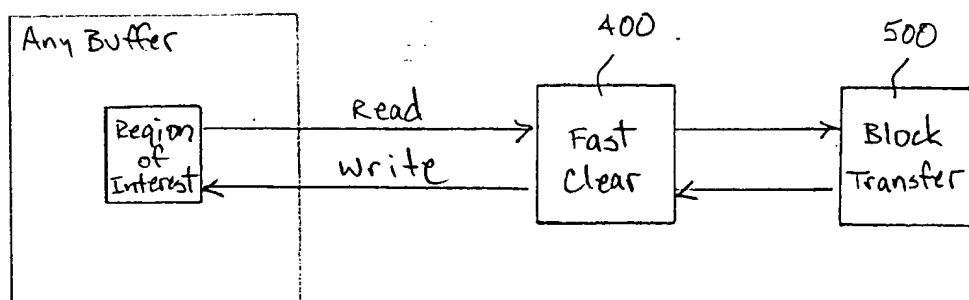 Any Buffer
400
500
Region
of
Interest
Read
Write
Fast
Clear
Block
Transfer